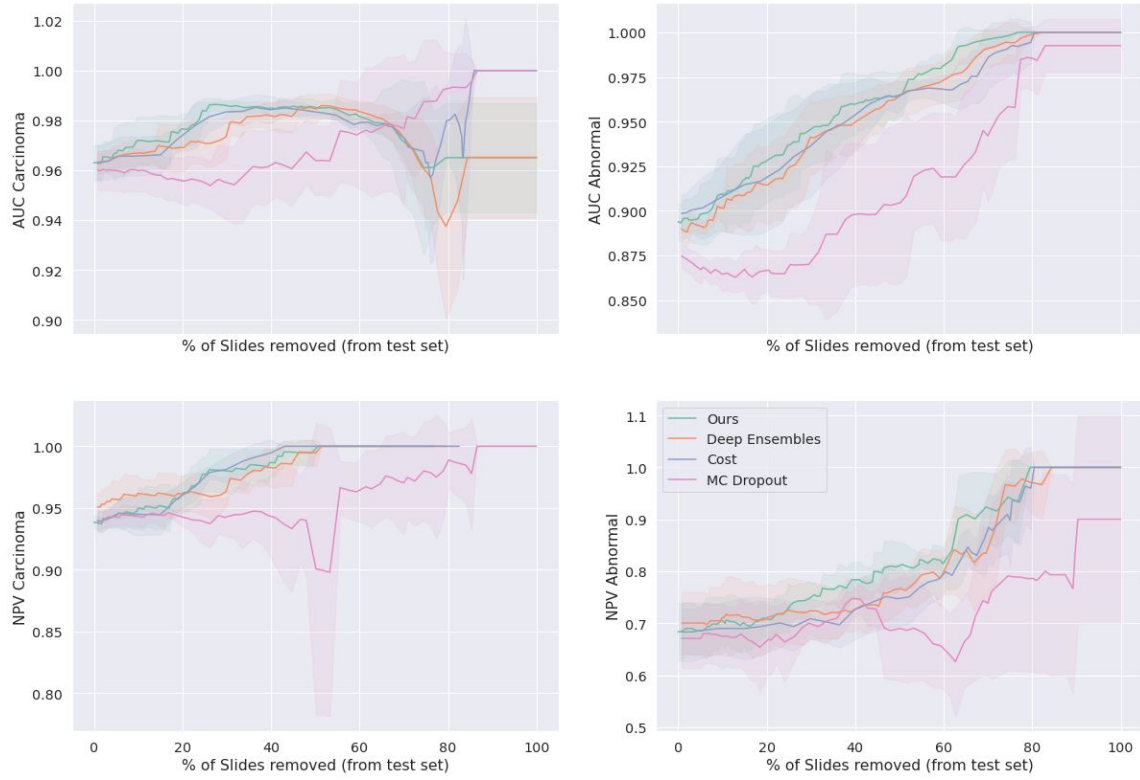 1.02
1.00
0.98
0.96
0.94
0.92
0.90
AUC Carcinoma
% of Slides removed (from test set)
1.000
0.975
0.950
0.925
0.900
0.875
0.850
AUC Abnormal
% of Slides removed (from test set)
1.00
0.95
0.90
0.85
0.80
NPV Carcinoma
0 20 40 60 80 100
% of Slides removed (from test set)
1.1
1.0
0.9
0.8
0.7
0.6
0.5
NPV Abnormal
Ours
Deep Ensembles
Cost
MC Dropout
0 20 40 60 80 100
% of Slides removed (from test set)